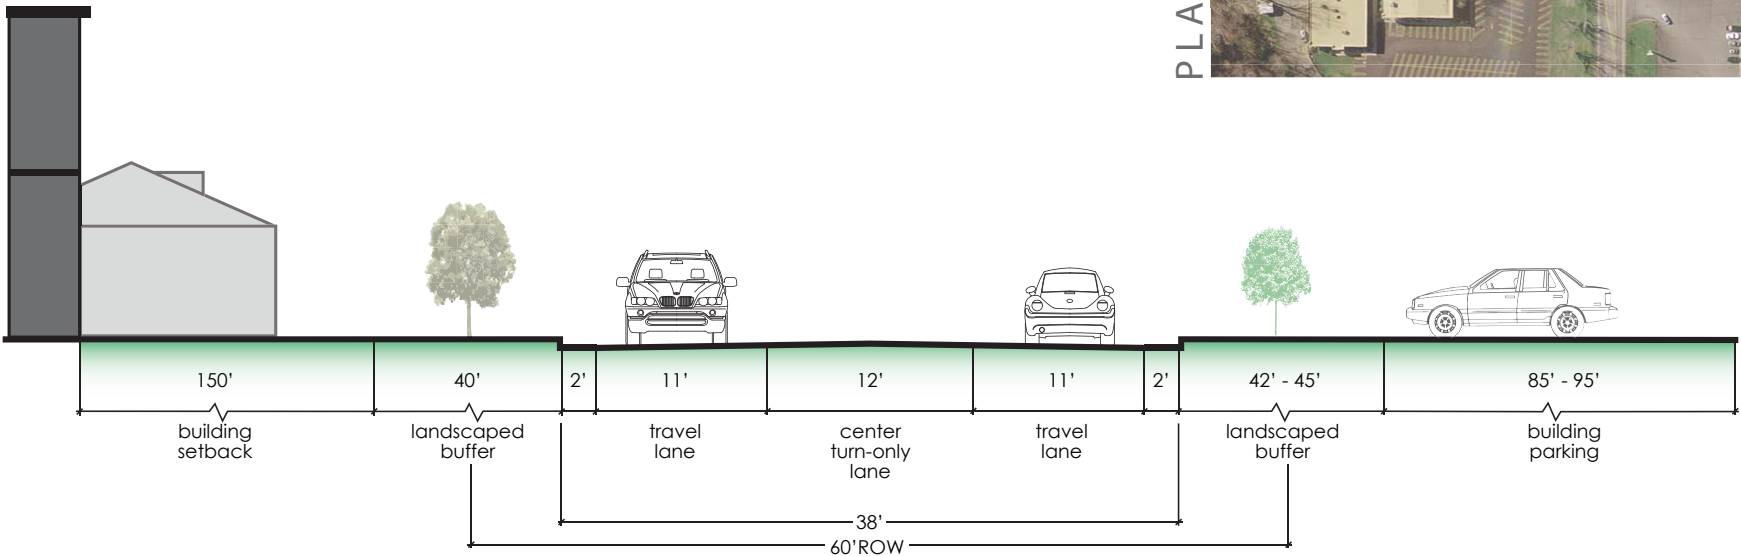 PLA
150’
40’
2’
11’
12’
11’
2’
42’ - 45’
85’ - 95’
building
setback
landscaped
buffer
travel
lane
center
turn-only
lane
travel
lane
landscaped
buffer
building
parking
38’
60’ROW